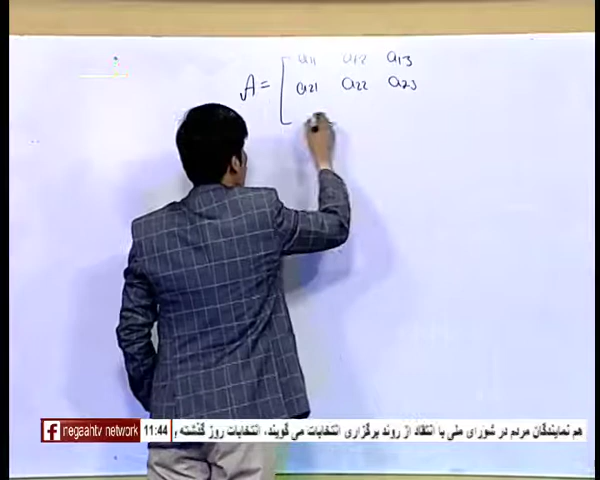 a11 a12 a13
A = a21 a22 a23
negaahtv network 11:44 هم نمایندگان مردم در شورای ملی با انتقاد از روند برگزاری انتخابات می گویند، انتخابات روز گذشته و